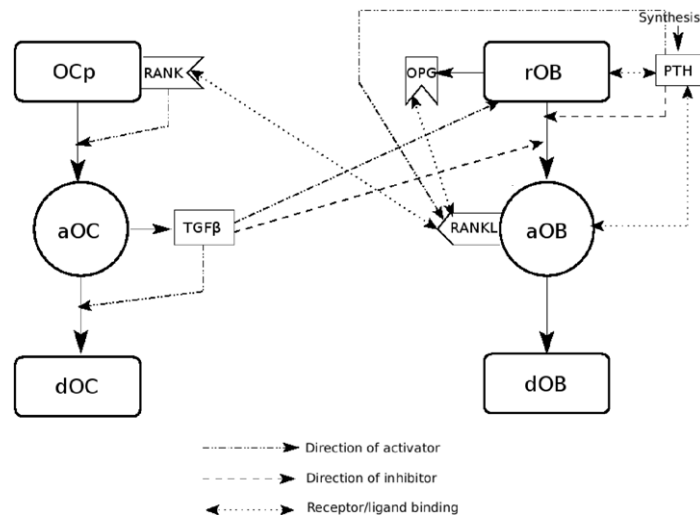 Synthesis
OCp
RANK
OPG
rOB
PTH
aOC
TGFβ
RANKL
aOB
dOC
dOB
Direction of activator
Direction of inhibitor
Receptor/ligand binding